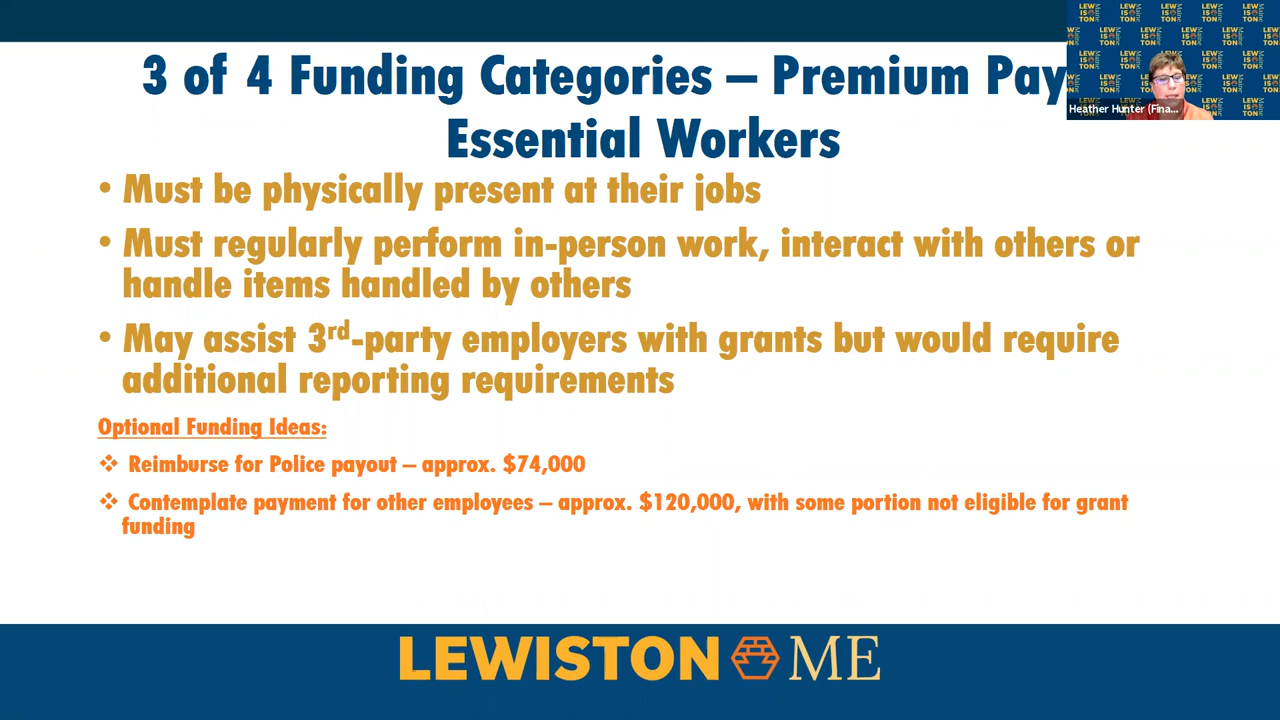 3 of 4 Funding Categories – Premium Pay
Essential Workers
Heather Hunter (Fina...
• Must be physically present at their jobs
• Must regularly perform in-person work, interact with others or
handle items handled by others
• May assist 3rd-party employers with grants but would require
additional reporting requirements
Optional Funding Ideas:
❖ Reimburse for Police payout – approx. $74,000
❖ Contemplate payment for other employees – approx. $120,000, with some portion not eligible for grant
funding
LEWISTON ME